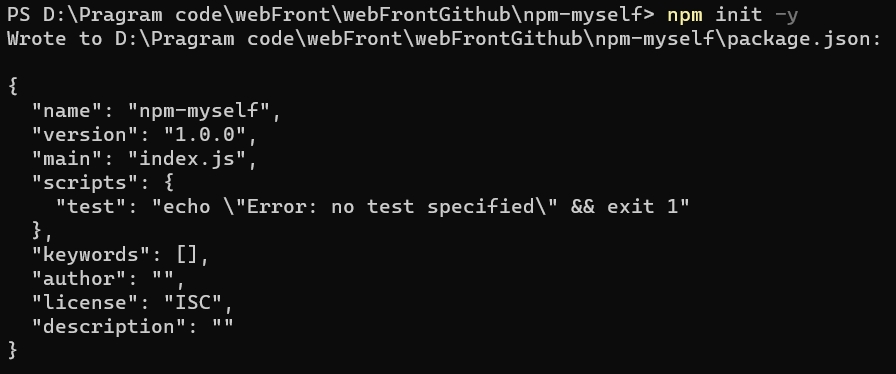 PS D:\Pragram code\webFront\webFrontGithub\npm-myself> npm init -y
Wrote to D:\Pragram code\webFront\webFrontGithub\npm-myself\package.json:
{
  "name": "npm-myself",
  "version": "1.0.0",
  "main": "index.js",
  "scripts": {
    "test": "echo \"Error: no test specified\" && exit 1"
  },
  "keywords": [],
  "author": "",
  "license": "ISC",
  "description": ""
}